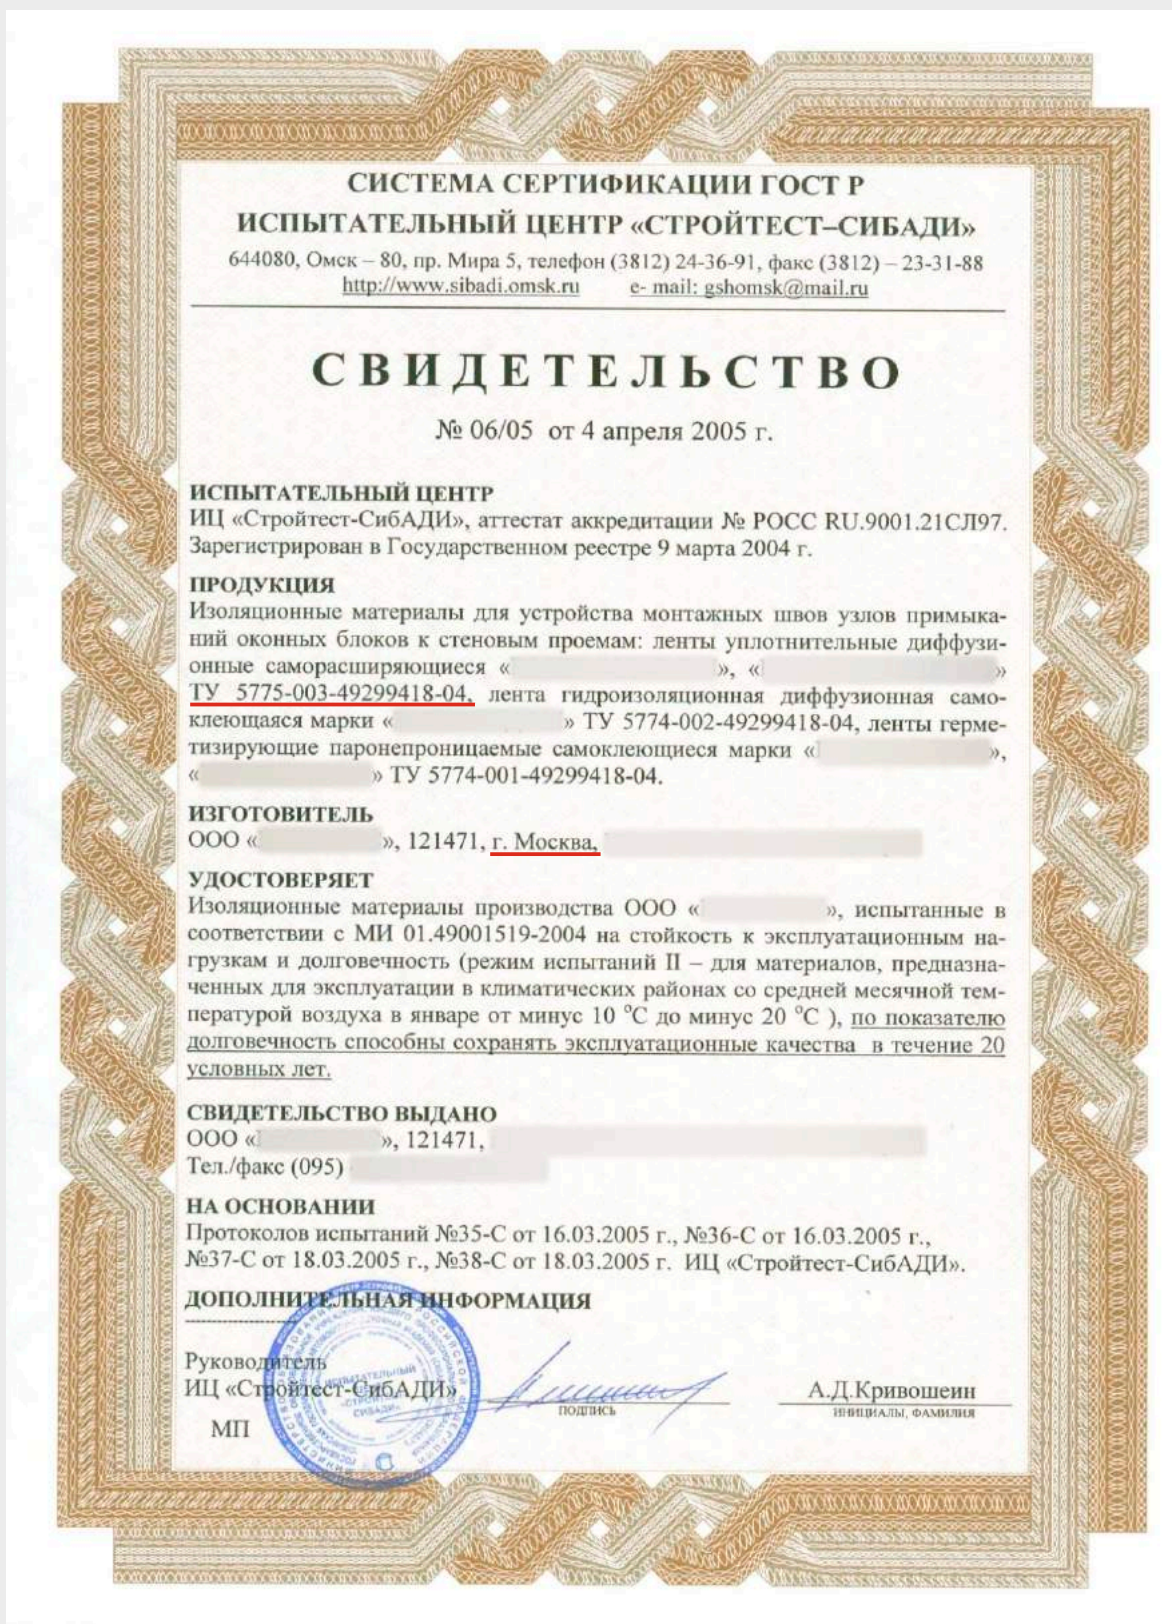 СИСТЕМА СЕРТИФИКАЦИИ ГОСТ Р
ИСПЫТАТЕЛЬНЫЙ ЦЕНТР «СТРОЙТЕСТ–СИБАДИ»
644080, Омск – 80, пр. Мира 5, телефон (3812) 24-36-91, факс (3812) – 23-31-88
http://www.sibadi.omsk.ru e- mail: gshomsk@mail.ru
СВИДЕТЕЛЬСТВО
№ 06/05 от 4 апреля 2005 г.
ИСПЫТАТЕЛЬНЫЙ ЦЕНТР
ИЦ «Стройтест-СибАДИ», аттестат аккредитации № РОСС RU.9001.21СЛ97.
Зарегистрирован в Государственном реестре 9 марта 2004 г.
ПРОДУКЦИЯ
Изоляционные материалы для устройства монтажных швов узлов примыка-
ний оконных блоков к стеновым проемам: ленты уплотнительные диффузи-
онные саморасширяющиеся « », « »
ТУ 5775-003-49299418-04, лента гидроизоляционная диффузионная само-
клеющаяся марки « » ТУ 5774-002-49299418-04, ленты герме-
тизирующие паронепроницаемые самоклеющиеся марки « »,
« » ТУ 5774-001-49299418-04.
ИЗГОТОВИТЕЛЬ
ООО « », 121471, г. Москва,
УДОСТОВЕРЯЕТ
Изоляционные материалы производства ООО « », испытанные в
соответствии с МИ 01.49001519-2004 на стойкость к эксплуатационным на-
грузкам и долговечность (режим испытаний II – для материалов, предназна-
ченных для эксплуатации в климатических районах со средней месячной тем-
пературой воздуха в январе от минус 10 °С до минус 20 °С ), по показателю
долговечность способны сохранять эксплуатационные качества в течение 20
условных лет.
СВИДЕТЕЛЬСТВО ВЫДАНО
ООО « », 121471,
Тел./факс (095)
НА ОСНОВАНИИ
Протоколов испытаний №35-С от 16.03.2005 г., №36-С от 16.03.2005 г.,
№37-С от 18.03.2005 г., №38-С от 18.03.2005 г. ИЦ «Стройтест-СибАДИ».
ДОПОЛНИТЕЛЬНАЯ ИНФОРМАЦИЯ
Руководитель
ИЦ «Стройтест-СибАДИ»
А.Д.Кривошеин
ПОДПИСЬ
ИНИЦИАЛЫ, ФАМИЛИЯ
МП